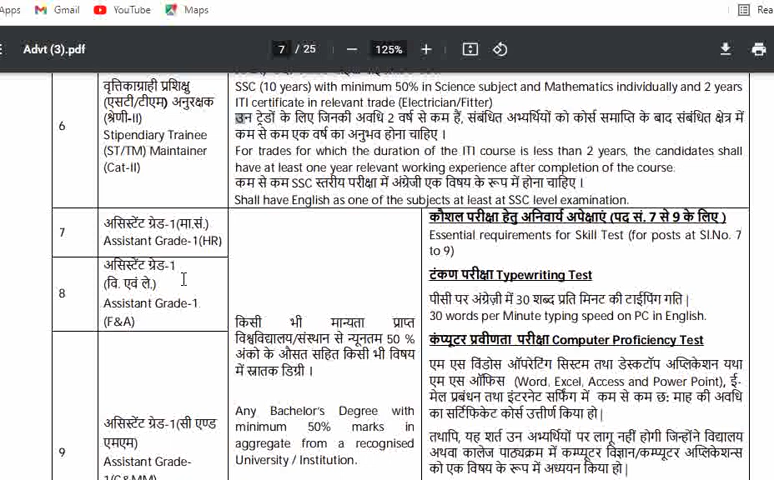 Apps Gmail YouTube Maps Rea
Advt (3).pdf 7 / 25 125%
SSC (10 years) with minimum 50% in Science subject and Mathematics individually and 2 years
ITI certificate in relevant trade (Electrician/Fitter)
उन ट्रेडों के लिए जिनकी अवधि 2 वर्ष से कम हैं, संबंधित अभ्यर्थियों को कोर्स समाप्ति के बाद संबंधित क्षेत्र में
कम से कम एक वर्ष का अनुभव होना चाहिए ।
For trades for which the duration of the ITI course is less than 2 years, the candidates shall
have at least one year relevant working experience after completion of the course.
कम से कम SSC स्तरीय परीक्षा में अंग्रेजी एक विषय के रूप में होना चाहिए ।
Shall have English as one of the subjects at least at SSC level examination.
6
वृत्तिकाग्राही प्रशिक्षु
(एसटी/टीएम) अनुरक्षक
(श्रेणी-II)
Stipendiary Trainee
(ST/TM) Maintainer
(Cat-II)
7
असिस्टेंट ग्रेड-1(मा.सं.)
Assistant Grade-1(HR)
8
असिस्टेंट ग्रेड-1
(वि. एवं ले.)
Assistant Grade-1
(F&A)
9
असिस्टेंट ग्रेड-1(सी एण्ड
एमएम)
Assistant Grade-
1(C&MM)
किसी भी मान्यता प्राप्त
विश्वविद्यालय/संस्थान से न्यूनतम 50 %
अंको के औसत सहित किसी भी विषय
में स्नातक डिग्री ।
Any Bachelor's Degree with
minimum 50% marks in
aggregate from a recognised
University / Institution.
कौशल परीक्षा हेतु अनिवार्य अपेक्षाएं (पद सं. 7 से 9 के लिए )
Essential requirements for Skill Test (for posts at Sl.No. 7
to 9)
टंकण परीक्षा Typewriting Test
पीसी पर अंग्रेज़ी में 30 शब्द प्रति मिनट की टाईपिंग गति |
30 words per Minute typing speed on PC in English.
कंप्यूटर प्रवीणता परीक्षा Computer Proficiency Test
एम एस विंडोस ऑपरेटिंग सिस्टम तथा डेस्कटॉप अप्लिकेशन यथा
एम एस ऑफिस (Word, Excel, Access and Power Point), ई-
मेल प्रबंधन तथा इंटरनेट सर्फिंग में कम से कम छ: माह की अवधि
का सर्टिफिकेट कोर्स उत्तीर्ण किया हो |
तथापि, यह शर्त उन अभ्यर्थियों पर लागू नहीं होगी जिन्होंने विद्यालय
अथवा कालेज पाठ्यक्रम में कम्प्यूटर विज्ञान/कम्प्यूटर अप्लिकेशन्स
को एक विषय के रूप में अध्ययन किया हो |